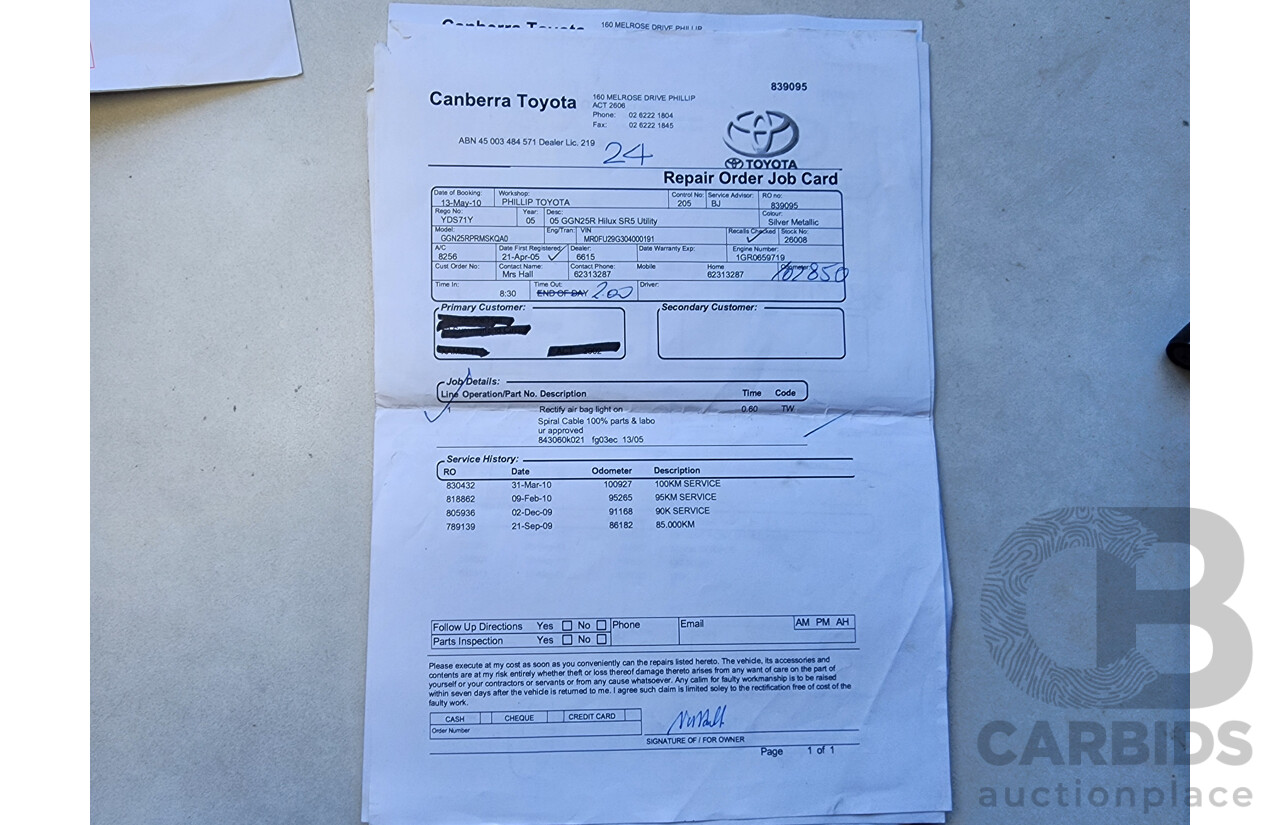 Canberra Toyota 160 MELROSE DRIVE PHILLIP
839095
Canberra Toyota
160 MELROSE DRIVE PHILLIP
ACT 2606
Phone: 02 6222 1804
Fax: 02 6222 1845
ABN 45 003 484 571 Dealer Lic. 219
24
TOYOTA
Repair Order Job Card
Date of Booking: Workshop: Control No: Service Advisor: RO no:
13-May-10 PHILLIP TOYOTA 205 BJ 839095
Rego No: Year: Desc: Colour:
YDS71Y 05 05 GGN25R Hilux SR5 Utility Silver Metallic
Model: Eng/Tran: VIN Recalls Checked Stock No:
GGN25RPRMSKQA0 MR0FU29G304000191 26008
A/C Date First Registered: Dealer: Date Warranty Exp: Engine Number:
8256 21-Apr-05 6615 1GR0659719
Cust Order No: Contact Name: Contact Phone: Mobile Home
Mrs Hall 62313287 62313287
Time In: Time Out: Driver:
8:30 END OF DAY 2.00
Primary Customer: Secondary Customer:
Job Details:
Line Operation/Part No. Description Time Code
1 Rectify air bag light on 0.60 TW
Spiral Cable 100% parts & labo
ur approved
843060k021 fg03ec 13/05
Service History:
RO Date Odometer Description
830432 31-Mar-10 100927 100KM SERVICE
818862 09-Feb-10 95265 95KM SERVICE
805936 02-Dec-09 91168 90K SERVICE
789139 21-Sep-09 86182 85.000KM
Follow Up Directions Yes No Phone Email AM PM AH
Parts Inspection Yes No
Please execute at my cost as soon as you conveniently can the repairs listed hereto. The vehicle, its accessories and
contents are at my risk entirely whether theft or loss thereof damage thereto arises from any want of care on the part of
yourself or your contractors or servants or from any cause whatsoever. Any calim for faulty workmanship is to be raised
within seven days after the vehicle is returned to me. I agree such claim is limited soley to the rectification free of cost of the
faulty work.
CASH CHEQUE CREDIT CARD
Order Number
SIGNATURE OF / FOR OWNER
Page 1 of 1
CB
CARBIDS
auctionplace